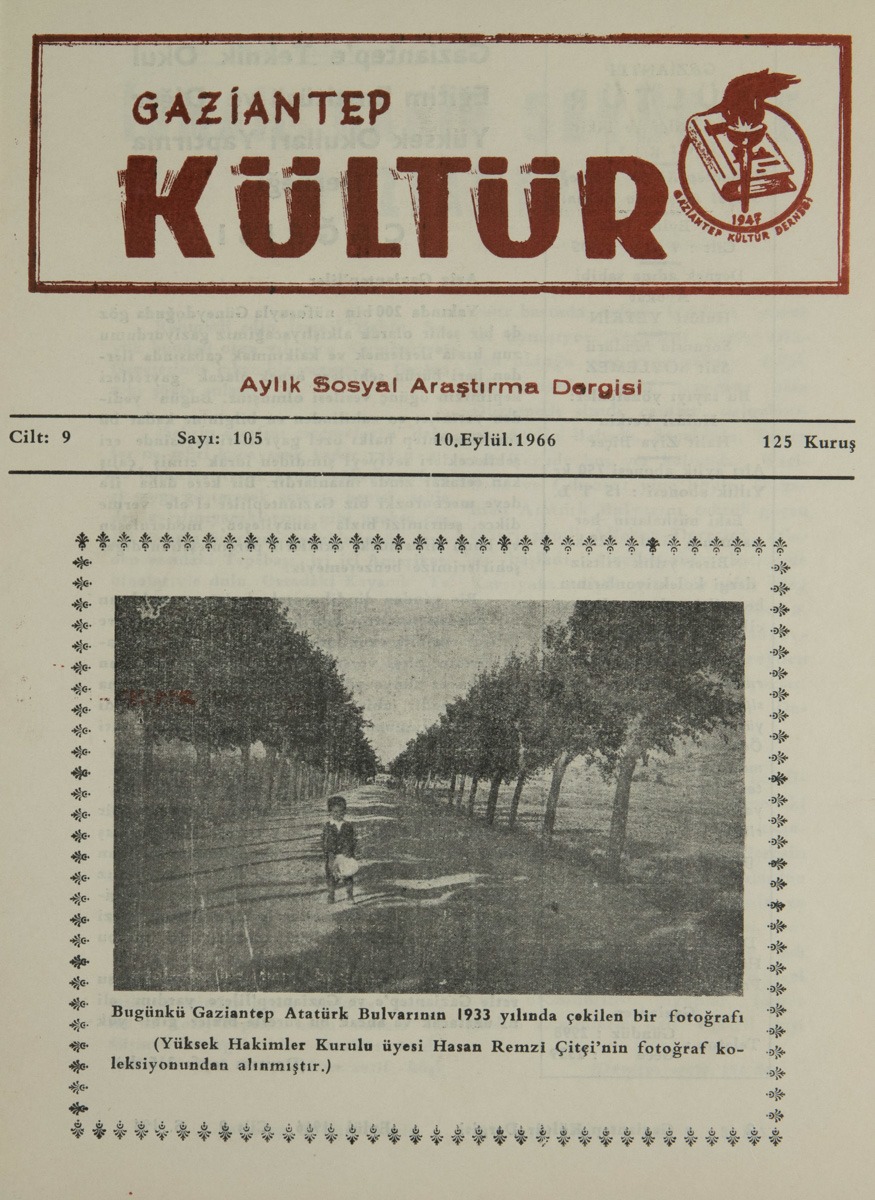 GAZİANTEP
KÜLTÜR
1947
GAZİANTEP KÜLTÜR DERNEĞİ
Aylık Sosyal Araştırma Dergisi
Cilt: 9 Sayı: 105 10.Eylül.1966 125 Kuruş
Bugünkü Gaziantep Atatürk Bulvarının 1933 yılında çekilen bir fotoğrafı
(Yüksek Hakimler Kurulu üyesi Hasan Remzi Çitçi'nin fotoğraf ko-
leksiyonundan alınmıştır.)